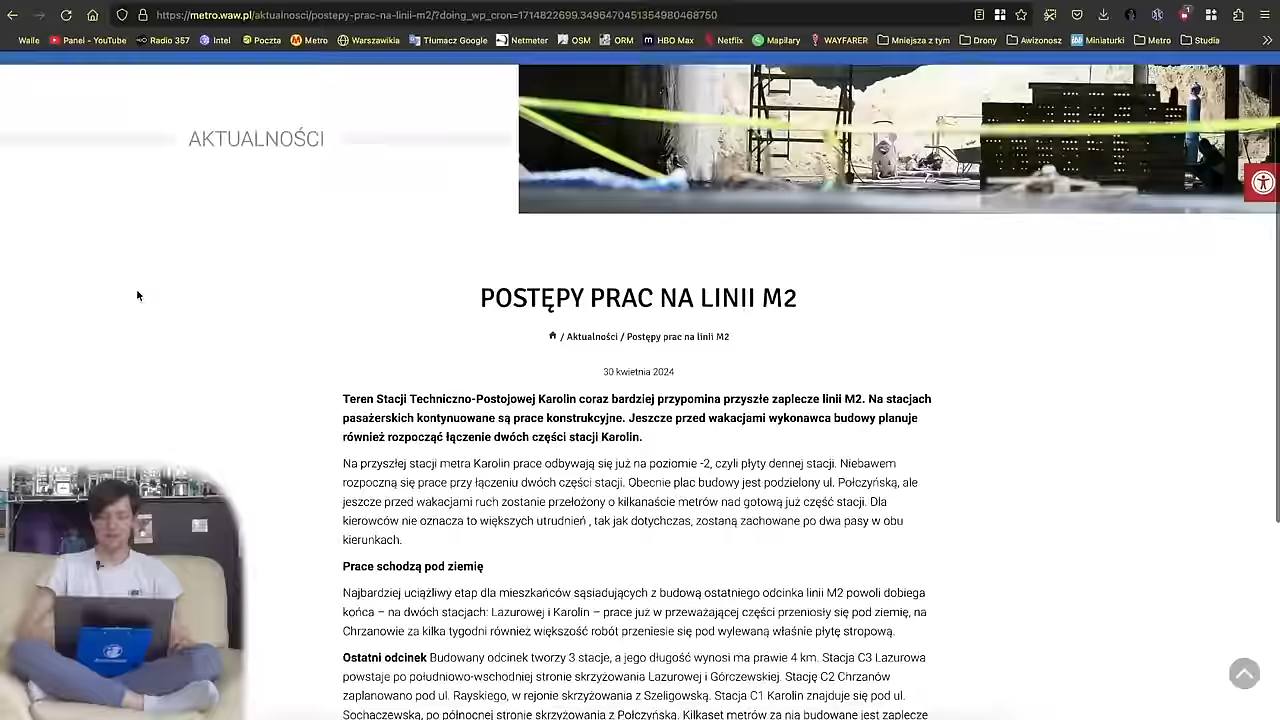 https://metro.waw.pl/aktualnosci/postepy-prac-na-linii-m2/?doing_wp_cron=1714822699.3496470451354980468750
Walle Panel - YouTube Radio 357 Intel Poczta Metro Warszawikia Tłumacz Google Netmeter OSM ORM HBO Max Netflix Mapilary WAYFARER Mniejsza z tym Drony Awizonosz Miniaturki Metro Studia
AKTUALNOŚCI
POSTĘPY PRAC NA LINII M2
/ Aktualności / Postępy prac na linii M2
30 kwietnia 2024
Teren Stacji Techniczno-Postojowej Karolin coraz bardziej przypomina przyszłe zaplecze linii M2. Na stacjach
pasażerskich kontynuowane są prace konstrukcyjne. Jeszcze przed wakacjami wykonawca budowy planuje
również rozpocząć łączenie dwóch części stacji Karolin.
Na przyszłej stacji metra Karolin prace odbywają się już na poziomie -2, czyli płyty dennej stacji. Niebawem
rozpoczną się prace przy łączeniu dwóch części stacji. Obecnie plac budowy jest podzielony ul. Połczyńską, ale
jeszcze przed wakacjami ruch zostanie przełożony o kilkanaście metrów nad gotową już część stacji. Dla
kierowców nie oznacza to większych utrudnień , tak jak dotychczas, zostaną zachowane po dwa pasy w obu
kierunkach.
Prace schodzą pod ziemię
Najbardziej uciążliwy etap dla mieszkańców sąsiadujących z budową ostatniego odcinka linii M2 powoli dobiega
końca – na dwóch stacjach: Lazurowej i Karolin – prace już w przeważającej części przeniosły się pod ziemię, na
Chrzanowie za kilka tygodni również większość robót przeniesie się pod wylewaną właśnie płytę stropową.
Ostatni odcinek Budowany odcinek tworzy 3 stacje, a jego długość wynosi ma prawie 4 km. Stacja C3 Lazurowa
powstaje po południowo-wschodniej stronie skrzyżowania Lazurowej i Górczewskiej. Stację C2 Chrzanów
zaplanowano pod ul. Rayskiego, w rejonie skrzyżowania z Szeligowską. Stacja C1 Karolin znajduje się pod ul.
Sochaczewską, po północnej stronie skrzyżowania z Połczyńską. Kilkaset metrów za nią budowane jest zaplecze